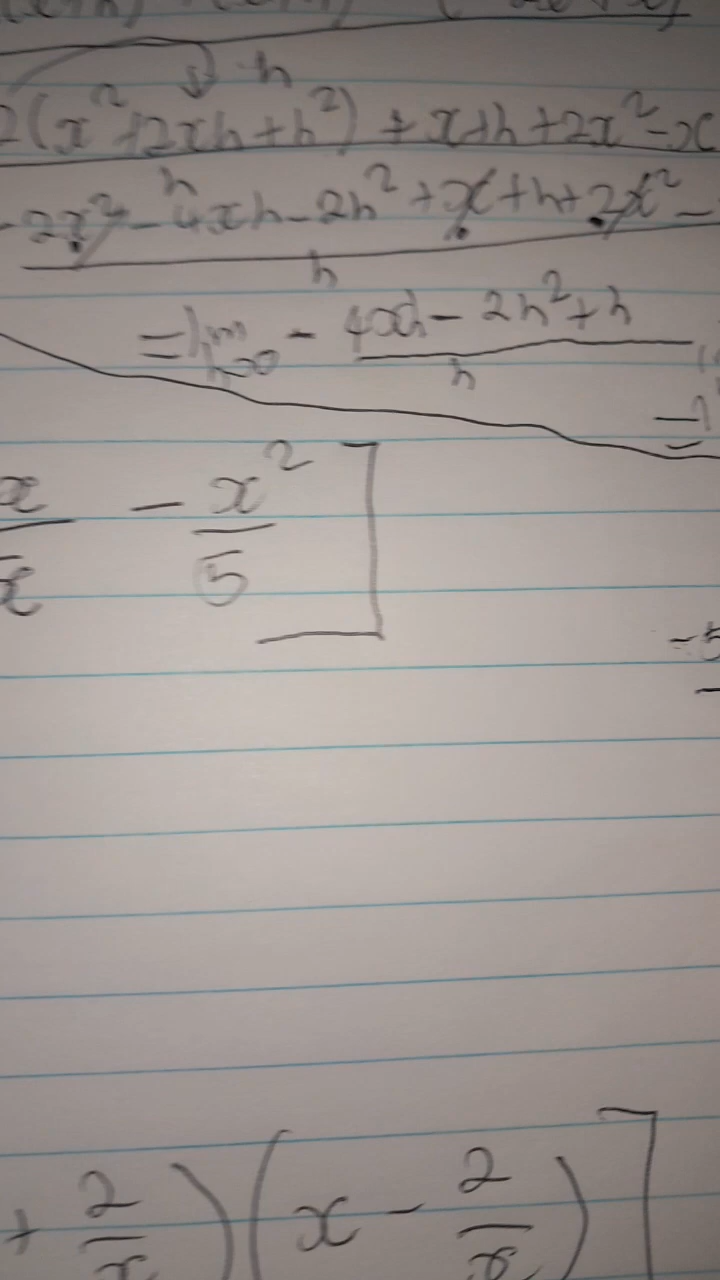 h
2(x² + 2xh + h²) + x + h + 2x² - x
h
- 2x² - 4xh - 2h² + x + h + 2x² -
h
= lim h→0 - 4xh - 2h² + h
h
- x²/5 ]
+ 2/x ) ( x - 2/x ) ]